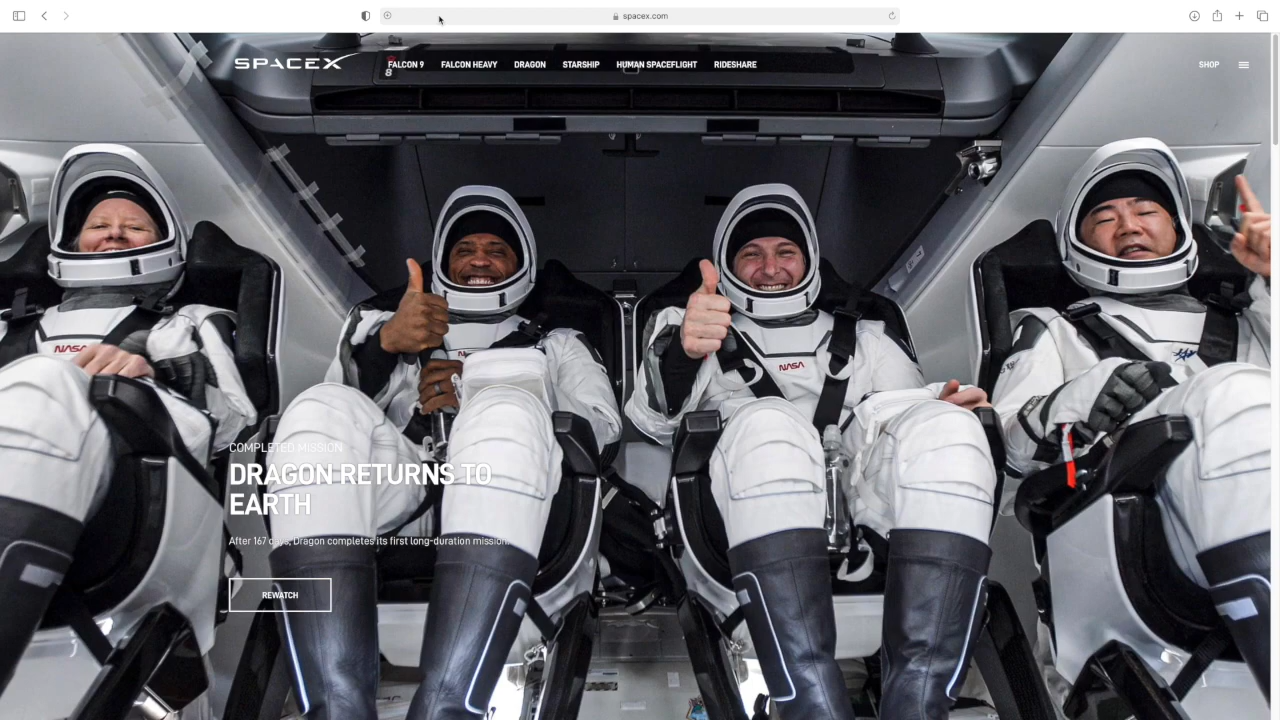 spacex.com
SPACEX
FALCON 9 FALCON HEAVY DRAGON STARSHIP HUMAN SPACEFLIGHT RIDESHARE
SHOP
8
NASA
NASA
COMPLETED MISSION
DRAGON RETURNS TO
EARTH
After 167 days, Dragon completes its first long-duration mission.
REWATCH